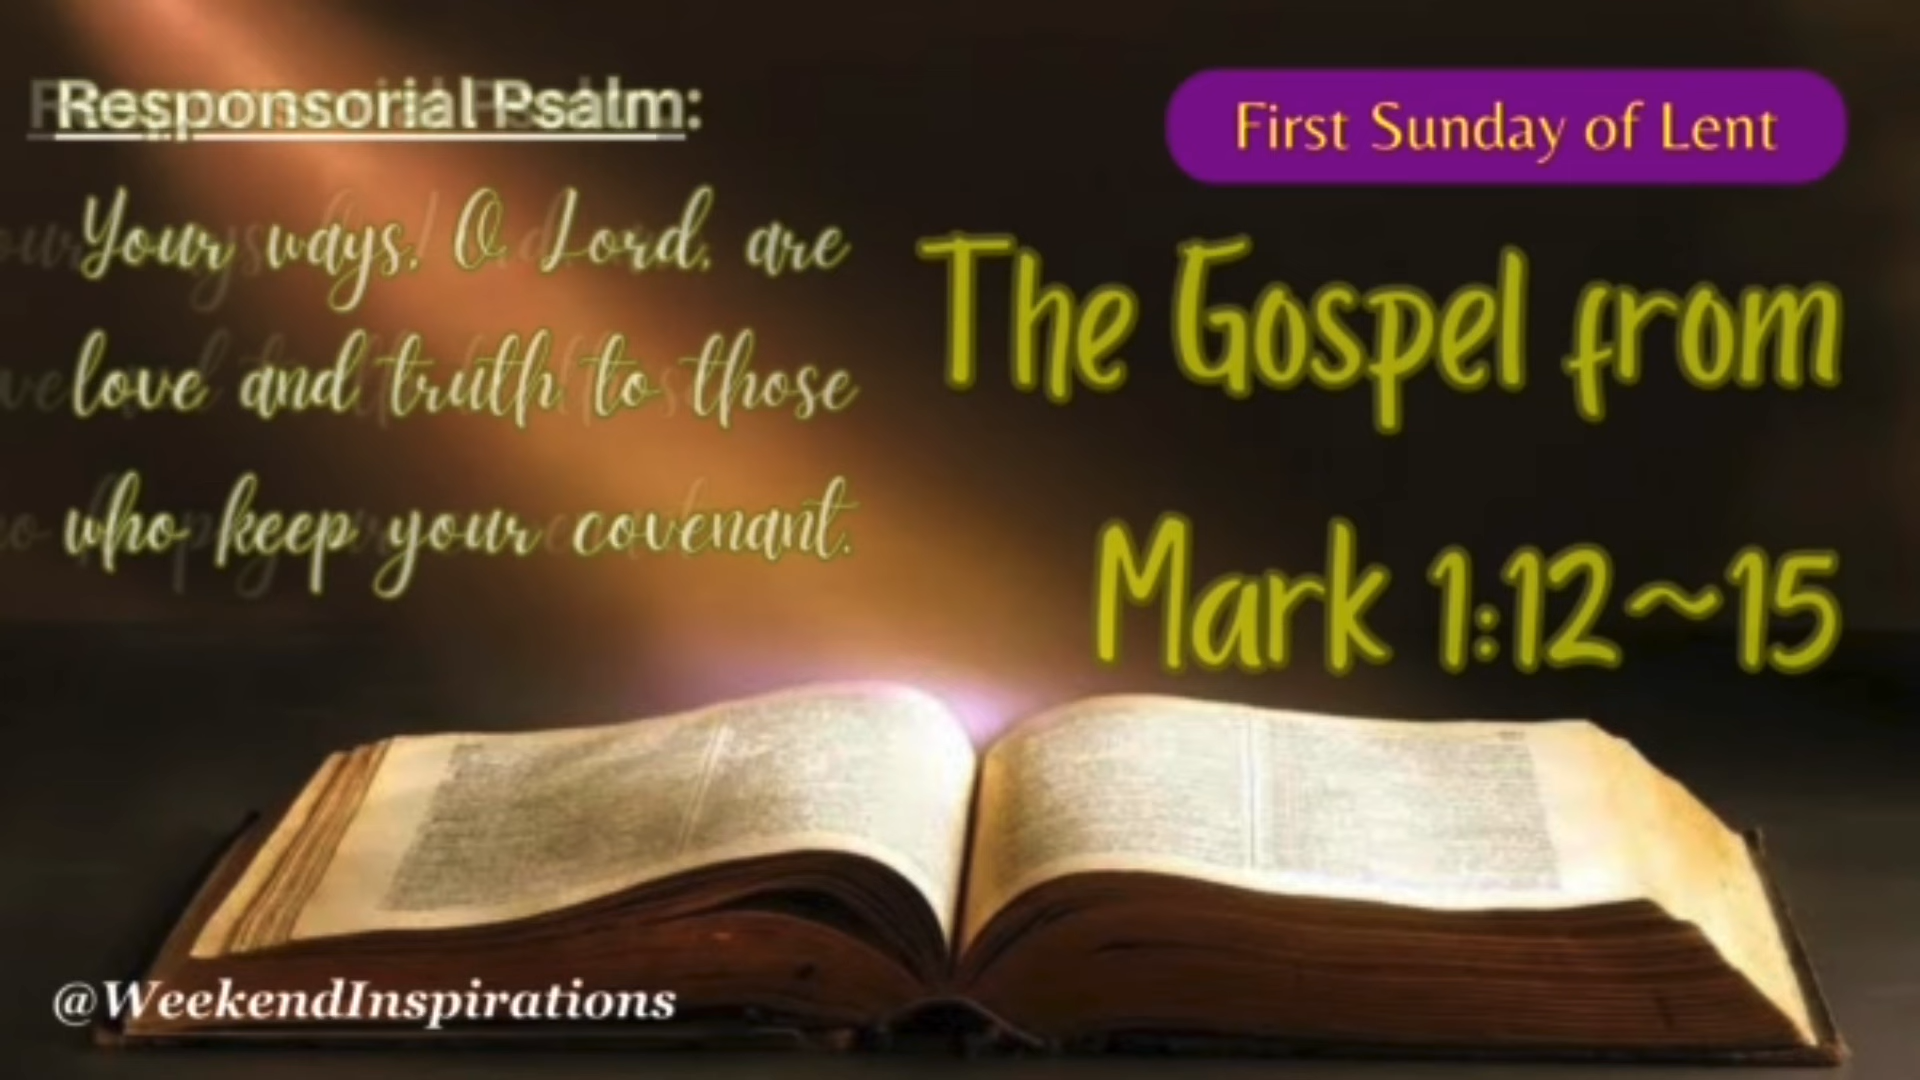 Responsorial Psalm:
Your ways, O Lord, are
love and truth to those
who keep your covenant.
First Sunday of Lent
The Gospel from
Mark 1:12~15
@WeekendInspirations